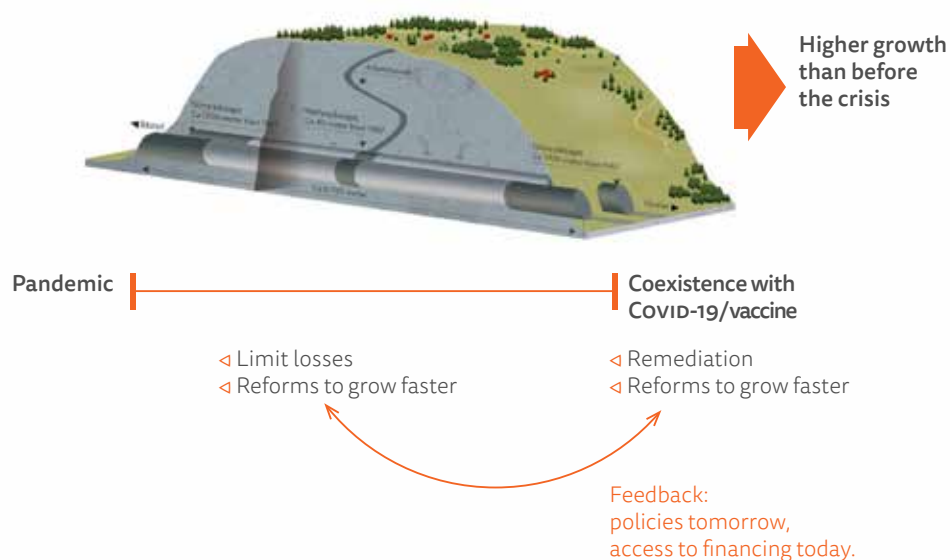 Higher growth
than before
the crisis
Pandemic
Coexistence with
COVID-19/vaccine
◁ Limit losses
◁ Reforms to grow faster
◁ Remediation
◁ Reforms to grow faster
Feedback:
policies tomorrow,
access to financing today.